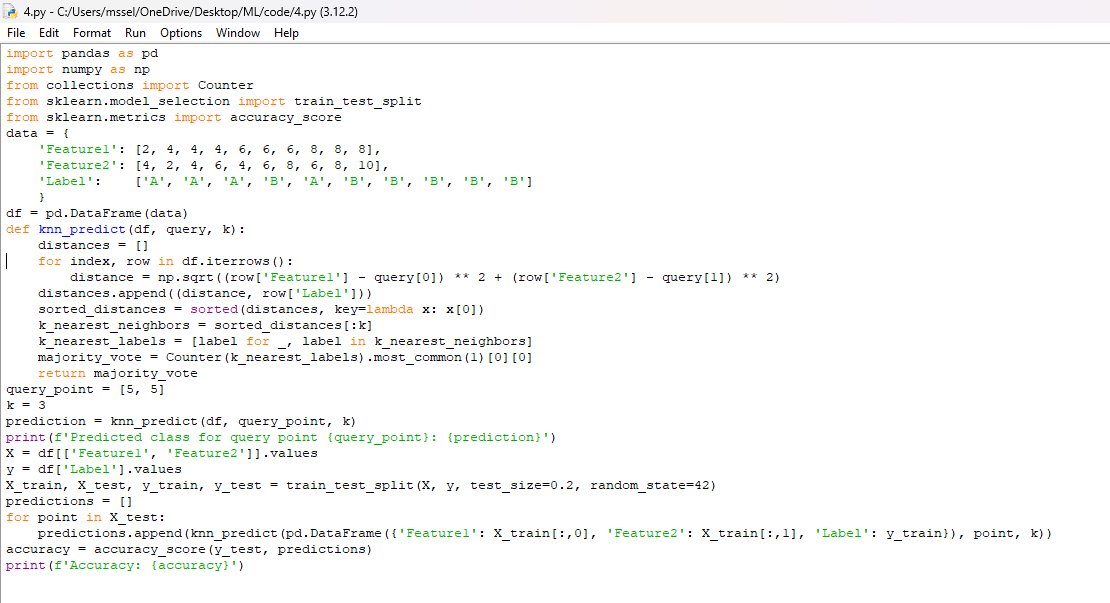 4.py - C:/Users/mssel/OneDrive/Desktop/ML/code/4.py (3.12.2)
File Edit Format Run Options Window Help
import pandas as pd
import numpy as np
from collections import Counter
from sklearn.model_selection import train_test_split
from sklearn.metrics import accuracy_score
data = {
    'Feature1': [2, 4, 4, 4, 6, 6, 6, 8, 8, 8],
    'Feature2': [4, 2, 4, 6, 4, 6, 8, 6, 8, 10],
    'Label':    ['A', 'A', 'A', 'B', 'A', 'B', 'B', 'B', 'B', 'B']
    }
df = pd.DataFrame(data)
def knn_predict(df, query, k):
    distances = []
    for index, row in df.iterrows():
        distance = np.sqrt((row['Feature1'] - query[0]) ** 2 + (row['Feature2'] - query[1]) ** 2)
    distances.append((distance, row['Label']))
    sorted_distances = sorted(distances, key=lambda x: x[0])
    k_nearest_neighbors = sorted_distances[:k]
    k_nearest_labels = [label for _, label in k_nearest_neighbors]
    majority_vote = Counter(k_nearest_labels).most_common(1)[0][0]
    return majority_vote
query_point = [5, 5]
k = 3
prediction = knn_predict(df, query_point, k)
print(f'Predicted class for query point {query_point}: {prediction}')
X = df[['Feature1', 'Feature2']].values
y = df['Label'].values
X_train, X_test, y_train, y_test = train_test_split(X, y, test_size=0.2, random_state=42)
predictions = []
for point in X_test:
    predictions.append(knn_predict(pd.DataFrame({'Feature1': X_train[:,0], 'Feature2': X_train[:,1], 'Label': y_train}), point, k))
accuracy = accuracy_score(y_test, predictions)
print(f'Accuracy: {accuracy}')